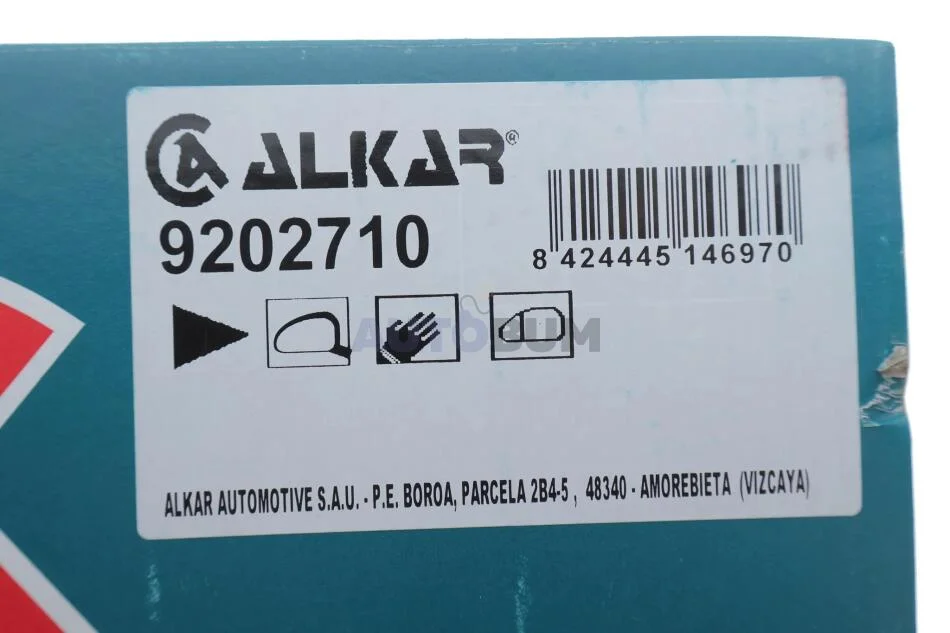 ALKAR®
9202710
8 424445 146970
AUTOBUM
ALKAR AUTOMOTIVE S.A.U. - P.E. BOROA, PARCELA 2B4-5 , 48340 - AMOREBIETA (VIZCAYA)